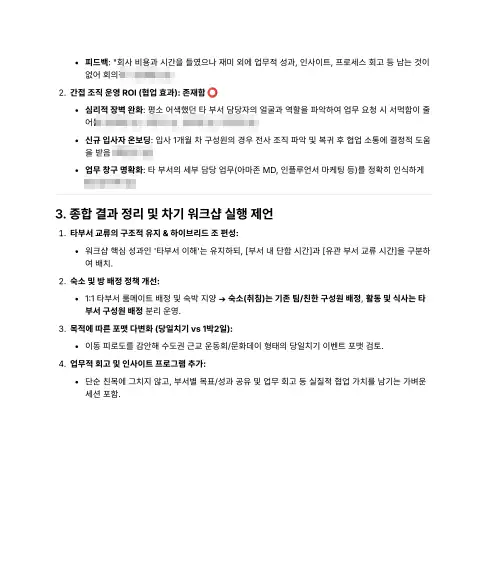 • 피드백: "회사 비용과 시간을 들였으나 재미 외에 업무적 성과, 인사이트, 프로세스 회고 등 남는 것이
없어 회의
2. 간접 조직 운영 ROI (협업 효과): 존재함 ⭕
• 심리적 장벽 완화: 평소 어색했던 타 부서 담당자의 얼굴과 역할을 파악하여 업무 요청 시 서먹함이 줄
어
• 신규 입사자 온보딩: 입사 1개월 차 구성원의 경우 전사 조직 파악 및 복귀 후 협업 소통에 결정적 도움
을 받음
• 업무 창구 명확화: 타 부서의 세부 담당 업무(아마존 MD, 인플루언서 마케팅 등)를 정확히 인식하게
3. 종합 결과 정리 및 차기 워크샵 실행 제언
1. 타부서 교류의 구조적 유지 & 하이브리드 조 편성:
• 워크샵 핵심 성과인 '타부서 이해'는 유지하되, [부서 내 단합 시간]과 [유관 부서 교류 시간]을 구분하
여 배치.
2. 숙소 및 방 배정 정책 개선:
• 1:1 타부서 룸메이트 배정 및 숙박 지양 → 숙소(취침)는 기존 팀/친한 구성원 배정, 활동 및 식사는 타
부서 구성원 배정 분리 운영.
3. 목적에 따른 포맷 다변화 (당일치기 vs 1박2일):
• 이동 피로도를 감안해 수도권 근교 운동회/문화데이 형태의 당일치기 이벤트 포맷 검토.
4. 업무적 회고 및 인사이트 프로그램 추가:
• 단순 친목에 그치지 않고, 부서별 목표/성과 공유 및 업무 회고 등 실질적 협업 가치를 남기는 가벼운
세션 포함.